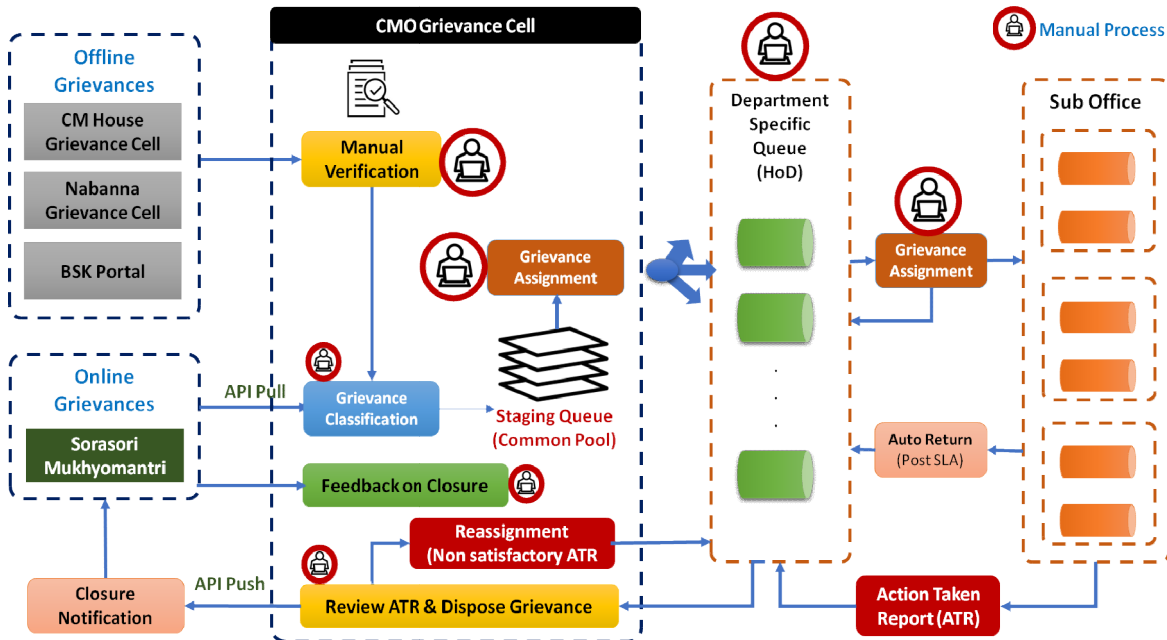 CMO Grievance Cell
Manual Process
Offline
Grievances
CM House
Grievance Cell
Nabanna
Grievance Cell
BSK Portal
Manual
Verification
Grievance
Assignment
Department
Specific
Queue
(HoD)
Sub Office
Grievance
Assignment
Online
Grievances
Sorasori
Mukhyomantri
API Pull
Grievance
Classification
Staging Queue
(Common Pool)
.
.
.
Auto Return
(Post SLA)
Feedback on Closure
Reassignment
(Non satisfactory ATR
Closure
Notification
API Push
Review ATR & Dispose Grievance
Action Taken
Report (ATR)